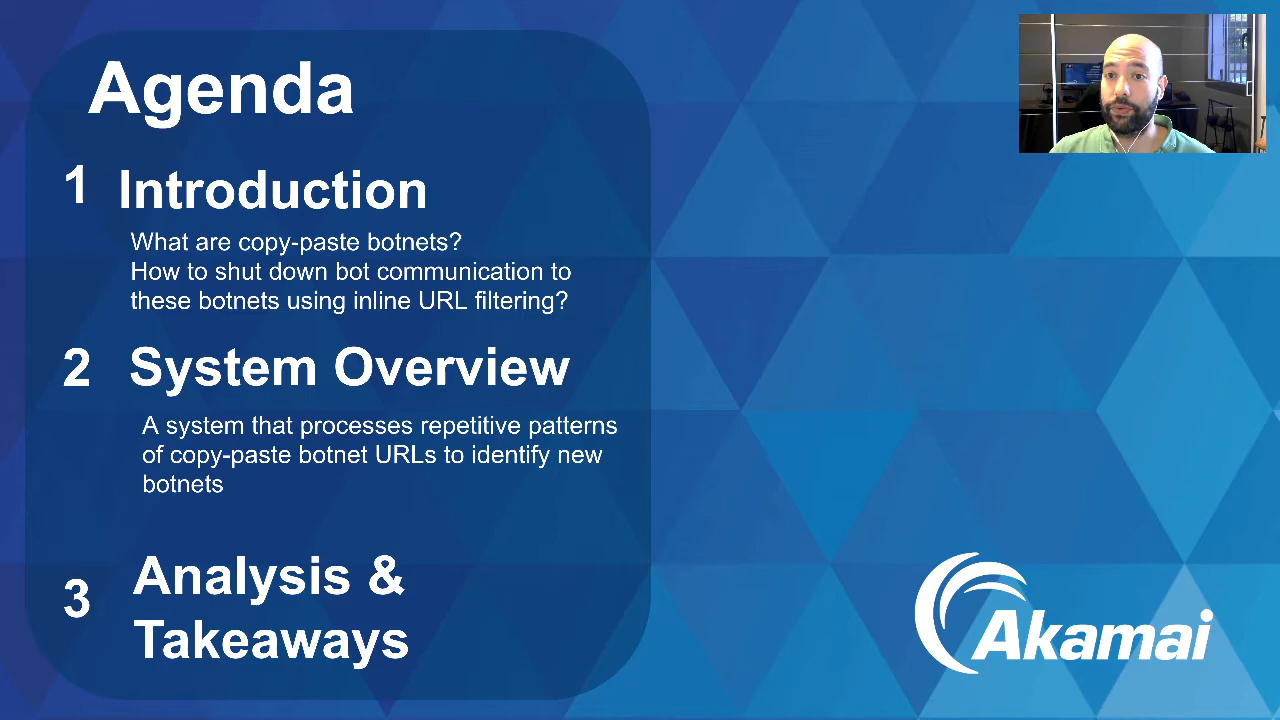 Agenda
1 Introduction
What are copy-paste botnets?
How to shut down bot communication to
these botnets using inline URL filtering?
2 System Overview
A system that processes repetitive patterns
of copy-paste botnet URLs to identify new
botnets
3 Analysis &
Takeaways
Akamai